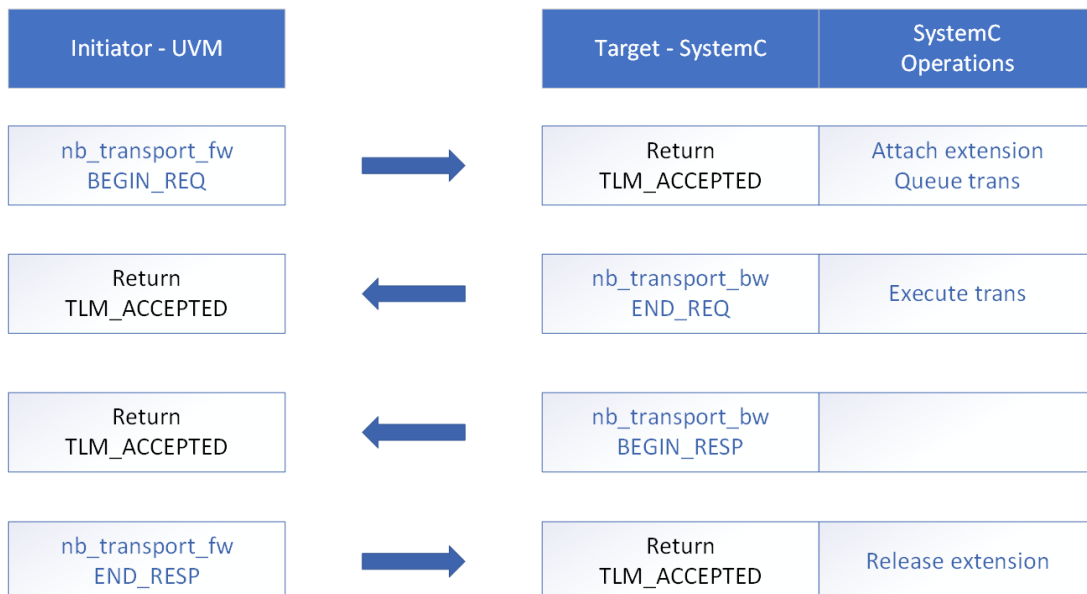 Initiator - UVM
Target - SystemC
SystemC
Operations
nb_transport_fw
BEGIN_REQ
Return
TLM_ACCEPTED
Attach extension
Queue trans
Return
TLM_ACCEPTED
nb_transport_bw
END_REQ
Execute trans
Return
TLM_ACCEPTED
nb_transport_bw
BEGIN_RESP
nb_transport_fw
END_RESP
Return
TLM_ACCEPTED
Release extension